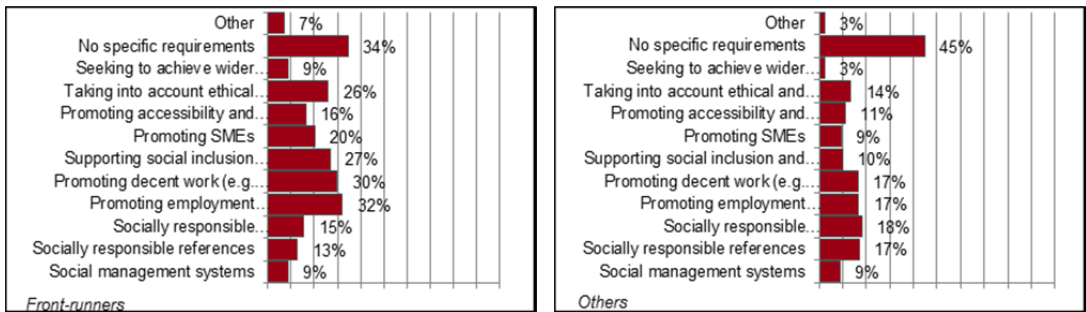 Other 7%
No specific requirements 34%
Seeking to achieve wider... 9%
Taking into account ethical... 26%
Promoting accessibility and... 16%
Promoting SMEs 20%
Supporting social inclusion... 27%
Promoting decent work (e.g... 30%
Promoting employment... 32%
Socially responsible... 15%
Socially responsible references 13%
Social management systems 9%
Front-runners
Other 3%
No specific requirements 45%
Seeking to achieve wider... 3%
Taking into account ethical and... 14%
Promoting accessibility and... 11%
Promoting SMEs 9%
Supporting social inclusion and... 10%
Promoting decent work (e.g... 17%
Promoting employment... 17%
Socially responsible... 18%
Socially responsible references 17%
Social management systems 9%
Others